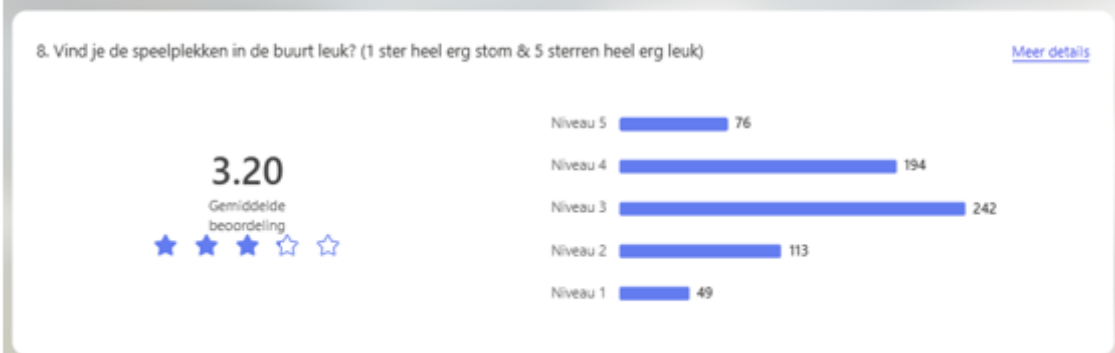 8. Vind je de speelplekken in de buurt leuk? (1 ster heel erg stom & 5 sterren heel erg leuk)
Meer details
3.20
Gemiddelde
beoordeling
Niveau 5 76
Niveau 4 194
Niveau 3 242
Niveau 2 113
Niveau 1 49